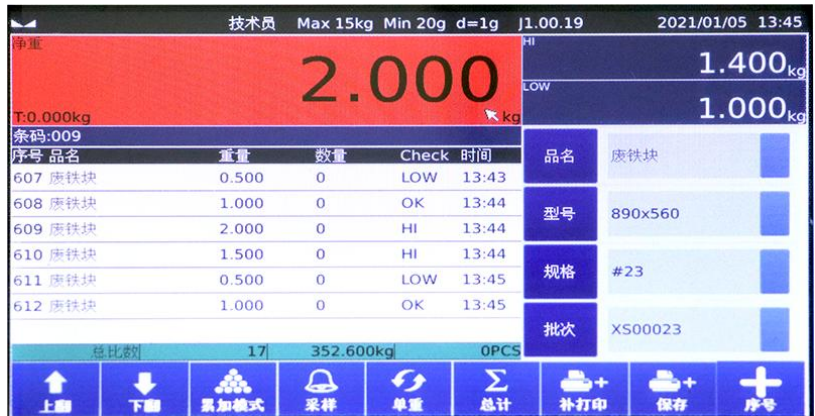 技术员 Max 15kg Min 20g d=1g J1.00.19 2021/01/05 13:45
净重
2.000
T:0.000kg kg
HI
1.400kg
LOW
1.000kg
条码:009
序号 品名 重量 数量 Check 时间
607 废铁块 0.500 0 LOW 13:43
608 废铁块 1.000 0 OK 13:44
609 废铁块 2.000 0 HI 13:44
610 废铁块 1.500 0 HI 13:44
611 废铁块 0.500 0 LOW 13:45
612 废铁块 1.000 0 OK 13:45
总比数 17 352.600kg 0PCS
品名 废铁块
型号 890x560
规格 #23
批次 XS00023
上翻 下翻 累加模式 采样 单重 总计 补打印 保存 序号